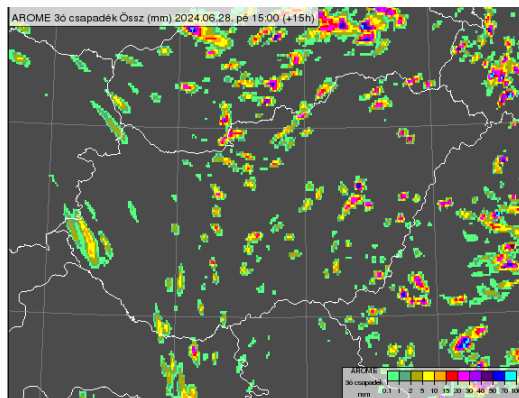 AROME 3ó csapadék Össz (mm) 2024.06.28. pé 15:00 (+15h)
AROME
3ó csapadék
mm
0.1 1 2 5 10 15 20 30 40 50 70 100